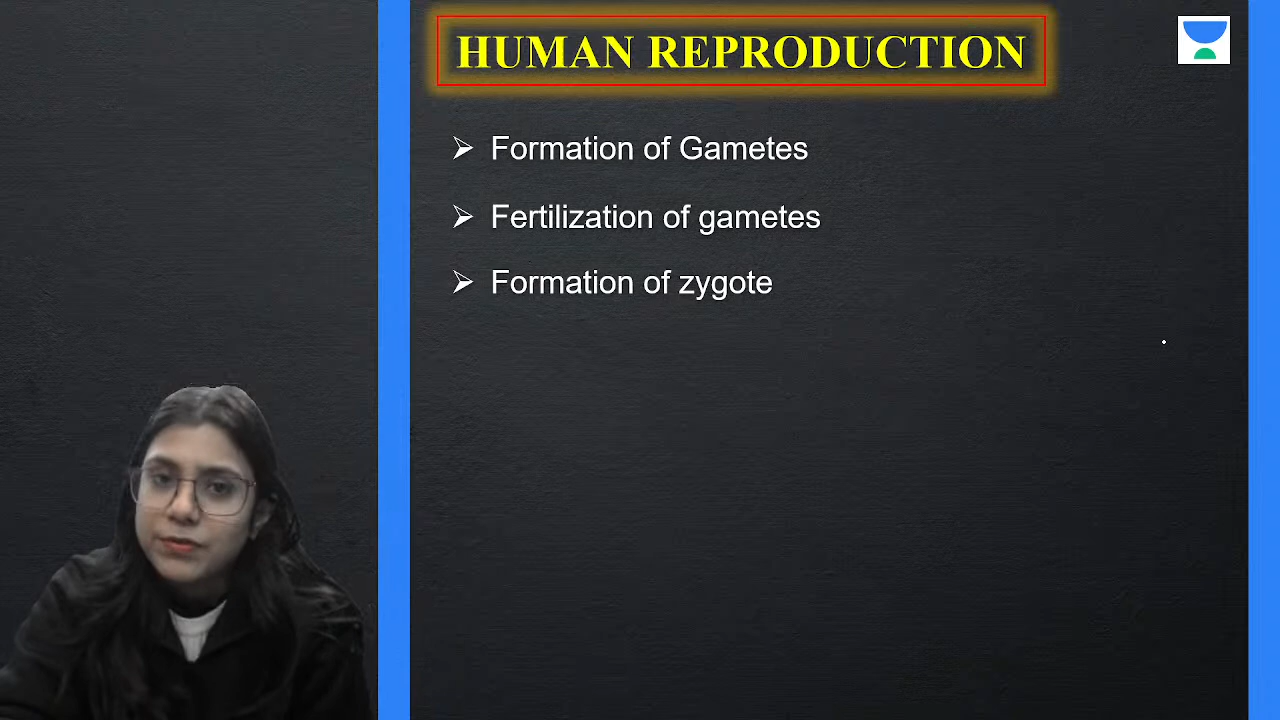 HUMAN REPRODUCTION
Formation of Gametes
Fertilization of gametes
Formation of zygote